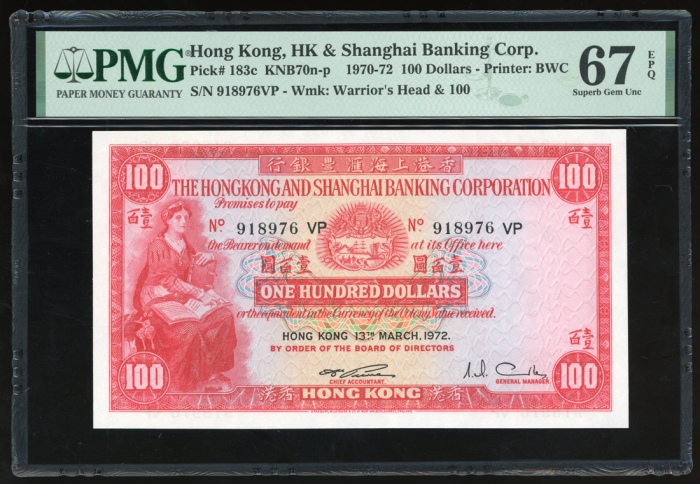 PMG
PAPER MONEY GUARANTY
Hong Kong, HK & Shanghai Banking Corp.
Pick# 183c KNB70n-p 1970-72 100 Dollars - Printer: BWC
S/N 918976VP - Wmk: Warrior's Head & 100
67 EPQ
Superb Gem Unc
行銀豐滙海上港香
100 100
THE HONGKONG AND SHANGHAI BANKING CORPORATION
Promises to pay
百壹 百壹
Nº 918976 VP Nº 918976 VP
the Bearer on demand at its Office here
圓百壹 圓百壹
ONE HUNDRED DOLLARS
or the equivalent in the Currency of the Colony, Value received.
HONG KONG 13TH MARCH, 1972.
BY ORDER OF THE BOARD OF DIRECTORS
百壹
CHIEF ACCOUNTANT.
GENERAL MANAGER
100 港香 HONG KONG 港香 100